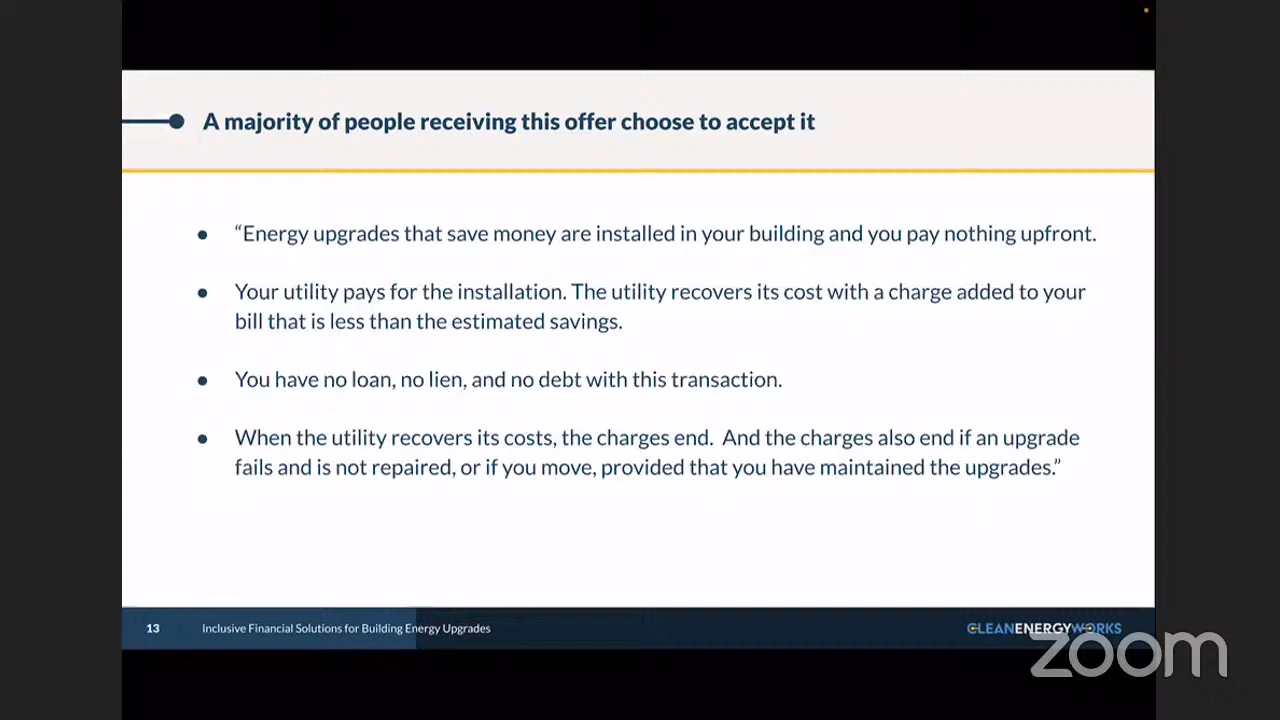 A majority of people receiving this offer choose to accept it
● “Energy upgrades that save money are installed in your building and you pay nothing upfront.
● Your utility pays for the installation. The utility recovers its cost with a charge added to your
bill that is less than the estimated savings.
● You have no loan, no lien, and no debt with this transaction.
● When the utility recovers its costs, the charges end.  And the charges also end if an upgrade
fails and is not repaired, or if you move, provided that you have maintained the upgrades.”
13 Inclusive Financial Solutions for Building Energy Upgrades CLEANENERGYWORKS
zoom